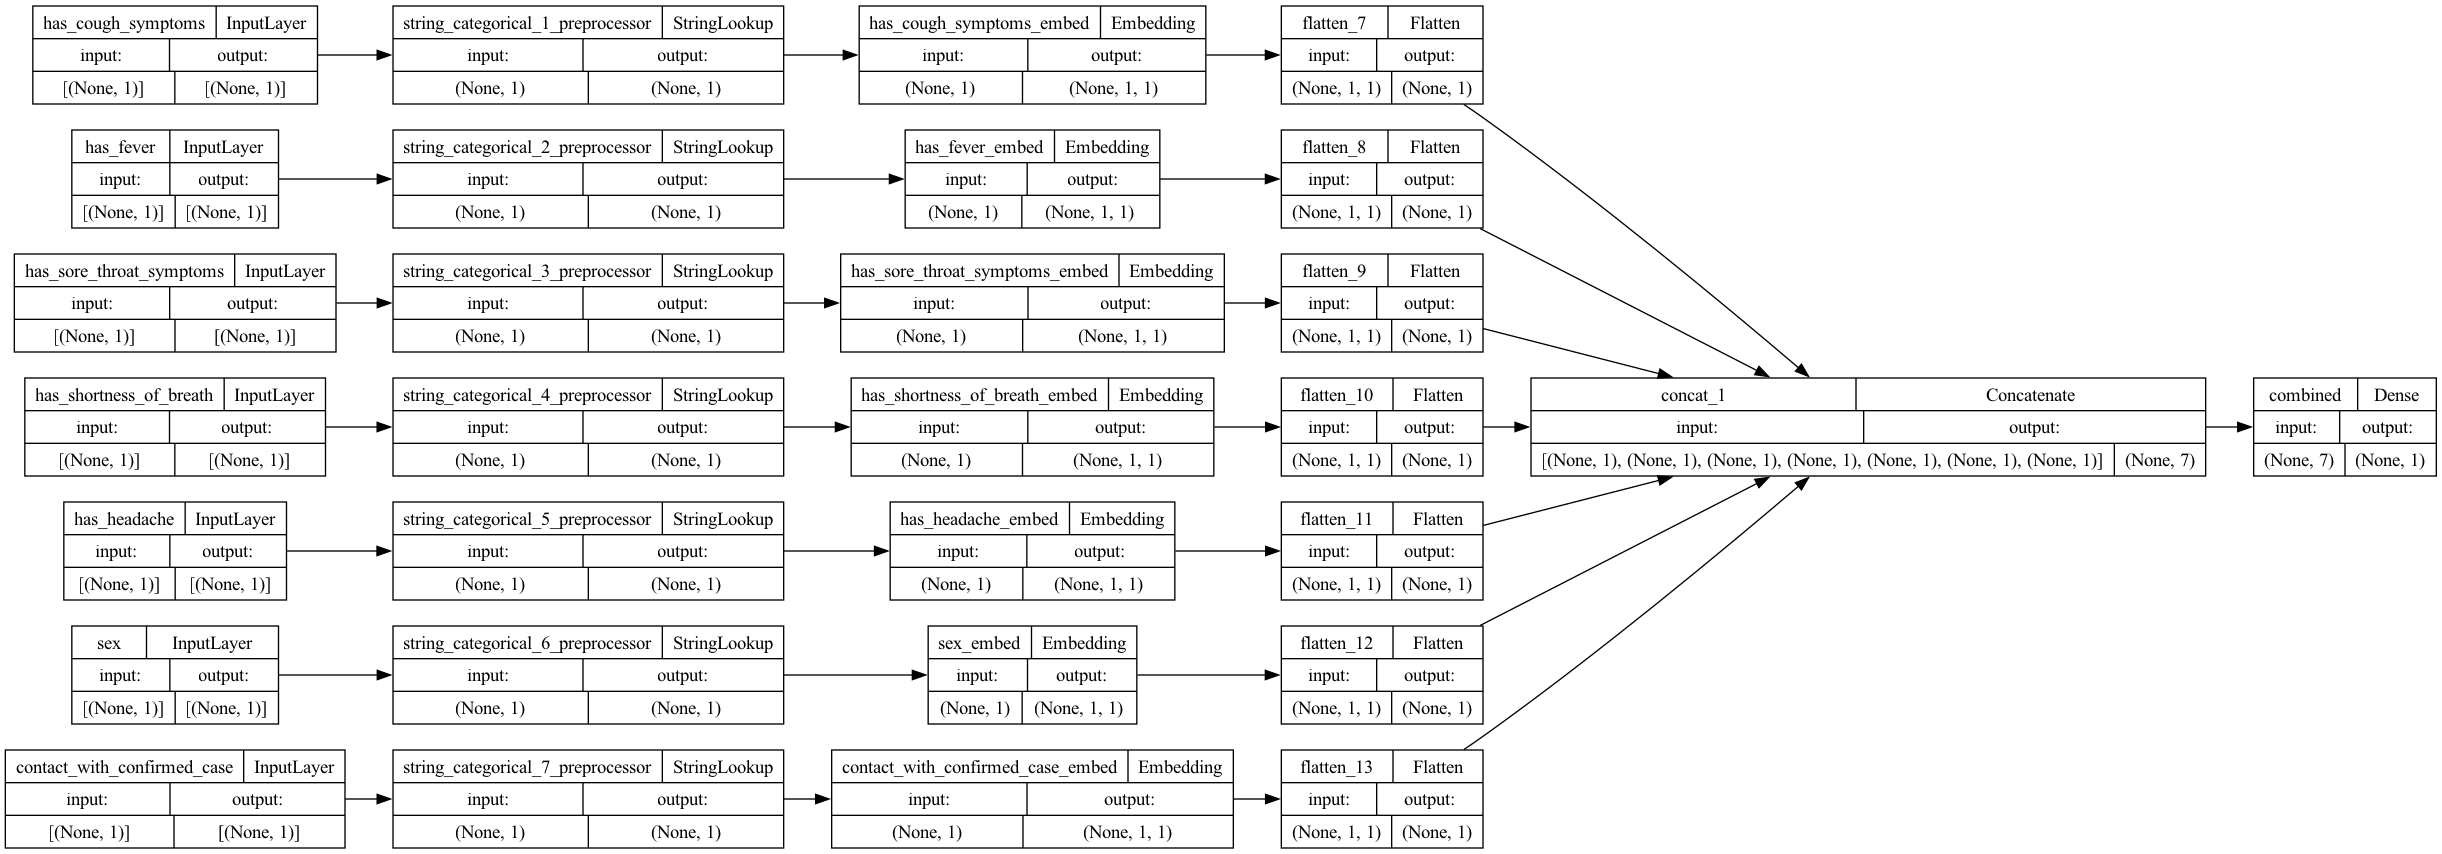 has_cough_symptoms InputLayer
input: output:
[(None, 1)] [(None, 1)]
string_categorical_1_preprocessor StringLookup
input: output:
(None, 1) (None, 1)
has_cough_symptoms_embed Embedding
input: output:
(None, 1) (None, 1, 1)
flatten_7 Flatten
input: output:
(None, 1, 1) (None, 1)
has_fever InputLayer
input: output:
[(None, 1)] [(None, 1)]
string_categorical_2_preprocessor StringLookup
input: output:
(None, 1) (None, 1)
has_fever_embed Embedding
input: output:
(None, 1) (None, 1, 1)
flatten_8 Flatten
input: output:
(None, 1, 1) (None, 1)
has_sore_throat_symptoms InputLayer
input: output:
[(None, 1)] [(None, 1)]
string_categorical_3_preprocessor StringLookup
input: output:
(None, 1) (None, 1)
has_sore_throat_symptoms_embed Embedding
input: output:
(None, 1) (None, 1, 1)
flatten_9 Flatten
input: output:
(None, 1, 1) (None, 1)
has_shortness_of_breath InputLayer
input: output:
[(None, 1)] [(None, 1)]
string_categorical_4_preprocessor StringLookup
input: output:
(None, 1) (None, 1)
has_shortness_of_breath_embed Embedding
input: output:
(None, 1) (None, 1, 1)
flatten_10 Flatten
input: output:
(None, 1, 1) (None, 1)
concat_1 Concatenate
input: output:
[(None, 1), (None, 1), (None, 1), (None, 1), (None, 1), (None, 1), (None, 1)] (None, 7)
combined Dense
input: output:
(None, 7) (None, 1)
has_headache InputLayer
input: output:
[(None, 1)] [(None, 1)]
string_categorical_5_preprocessor StringLookup
input: output:
(None, 1) (None, 1)
has_headache_embed Embedding
input: output:
(None, 1) (None, 1, 1)
flatten_11 Flatten
input: output:
(None, 1, 1) (None, 1)
sex InputLayer
input: output:
[(None, 1)] [(None, 1)]
string_categorical_6_preprocessor StringLookup
input: output:
(None, 1) (None, 1)
sex_embed Embedding
input: output:
(None, 1) (None, 1, 1)
flatten_12 Flatten
input: output:
(None, 1, 1) (None, 1)
contact_with_confirmed_case InputLayer
input: output:
[(None, 1)] [(None, 1)]
string_categorical_7_preprocessor StringLookup
input: output:
(None, 1) (None, 1)
contact_with_confirmed_case_embed Embedding
input: output:
(None, 1) (None, 1, 1)
flatten_13 Flatten
input: output:
(None, 1, 1) (None, 1)